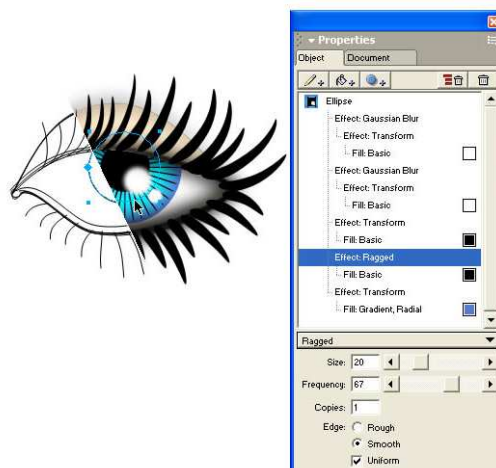 Properties
Object Document
Ellipse
Effect: Gaussian Blur
Effect: Transform
Fill: Basic
Effect: Gaussian Blur
Effect: Transform
Fill: Basic
Effect: Transform
Fill: Basic
Effect: Ragged
Fill: Basic
Effect: Transform
Fill: Gradient, Radial
Ragged
Size: 20
Frequency: 67
Copies: 1
Edge: Rough
Smooth
Uniform